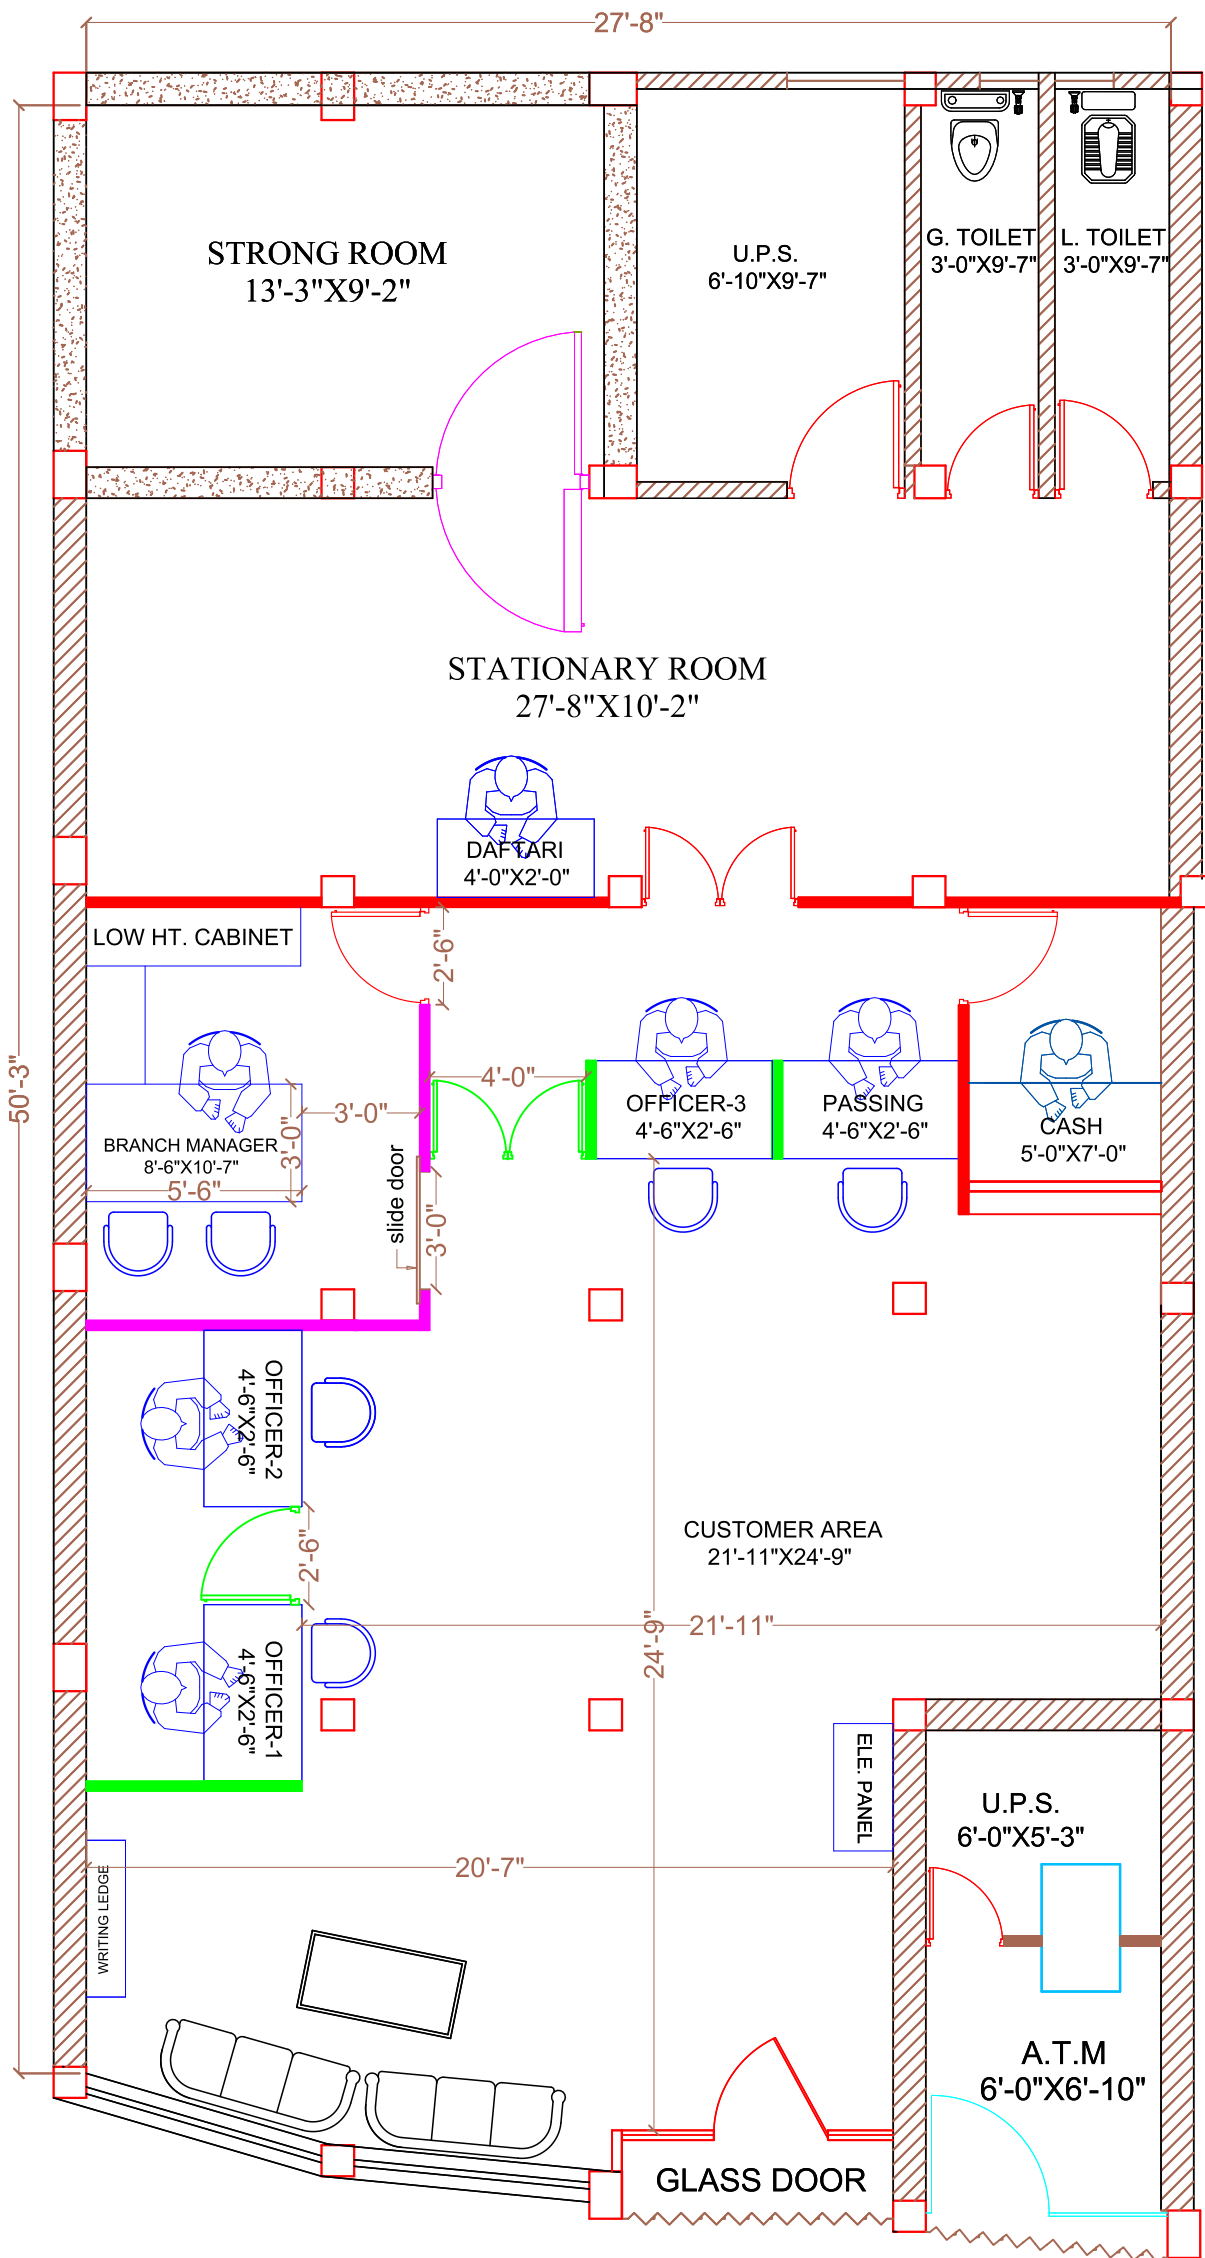 27'-8"
STRONG ROOM
13'-3"X9'-2"
U.P.S.
6'-10"X9'-7"
G. TOILET
3'-0"X9'-7"
L. TOILET
3'-0"X9'-7"
STATIONARY ROOM
27'-8"X10'-2"
DAFTARI
4'-0"X2'-0"
LOW HT. CABINET
2'-6"
50'-3"
4'-0"
3'-0"
3'-0"
BRANCH MANAGER
8'-6"X10'-7"
5'-6"
slide door
3'-0"
OFFICER-3
4'-6"X2'-6"
PASSING
4'-6"X2'-6"
CASH
5'-0"X7'-0"
OFFICER-2
4'-6"X2'-6"
2'-6"
CUSTOMER AREA
21'-11"X24'-9"
21'-11"
24'-9"
OFFICER-1
4'-6"X2'-6"
ELE. PANEL
U.P.S.
6'-0"X5'-3"
20'-7"
WRITING LEDGE
A.T.M
6'-0"X6'-10"
GLASS DOOR